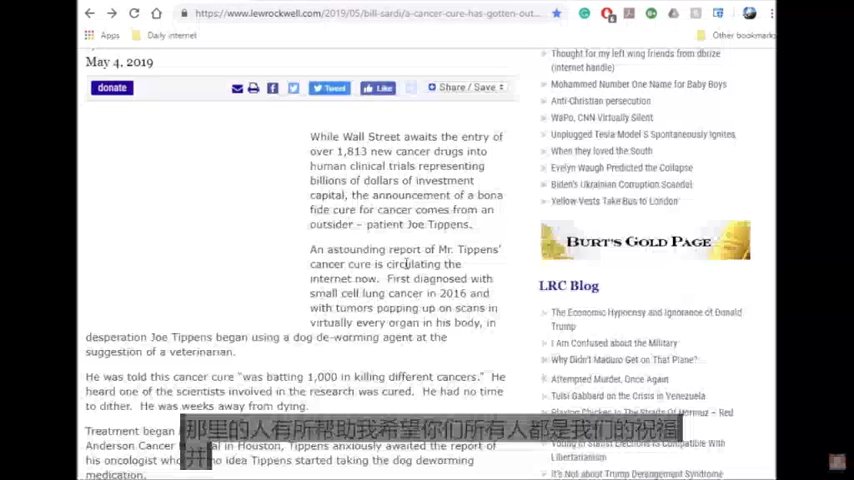 https://www.lewrockwell.com/2019/05/bill-sardi/a-cancer-cure-has-gotten-out...
Apps
Daily internet
Other bookmarks
May 4, 2019
donate
Tweet
Like
Share / Save
While Wall Street awaits the entry of
over 1,813 new cancer drugs into
human clinical trials representing
billions of dollars of investment
capital, the announcement of a bona
fide cure for cancer comes from an
outsider – patient Joe Tippens.
An astounding report of Mr. Tippens'
cancer cure is circulating the
internet now. First diagnosed with
small cell lung cancer in 2016 and
with tumors popping up on scans in
virtually every organ in his body, in
desperation Joe Tippens began using a dog de-worming agent at the
suggestion of a veterinarian.
He was told this cancer cure "was batting 1,000 in killing different cancers." He
heard one of the scientists involved in the research was cured. He had no time
to dither. He was weeks away from dying.
Treatment began
Anderson Cancer Houston, Tippens anxiously awaited the report of
his oncologist who no idea Tippens started taking the dog deworming
medication.
Thought for my left wing friends from dboize
(internet handle)
Mohammed Number One Name for Baby Boys
Anti-Christian persecution
WaPo, CNN Virtually Silent
Unplugged Tesla Model S Spontaneously Ignites,
When they loved the South
Evelyn Waugh Predicted the Collapse
Biden's Ukrainian Corruption Scandal
Yellow-Vests Take Bus to London
BURT'S GOLD PAGE
LRC Blog
The Economic Hypocrisy and Ignorance of Donald
Trump
I Am Confused about the Military
Why Didn't Maduro Get on That Plane?
Attempted Murder, Once Again
Tulsi Gabbard on the Crisis in Venezuela
Playing Chicken in the Straits Of Hormuz – Red
Compatible With
Libertarianism
It's Not about Trump Derangement Syndrome
那里的人有所帮助我希望你们所有人都是我们的祝福
并